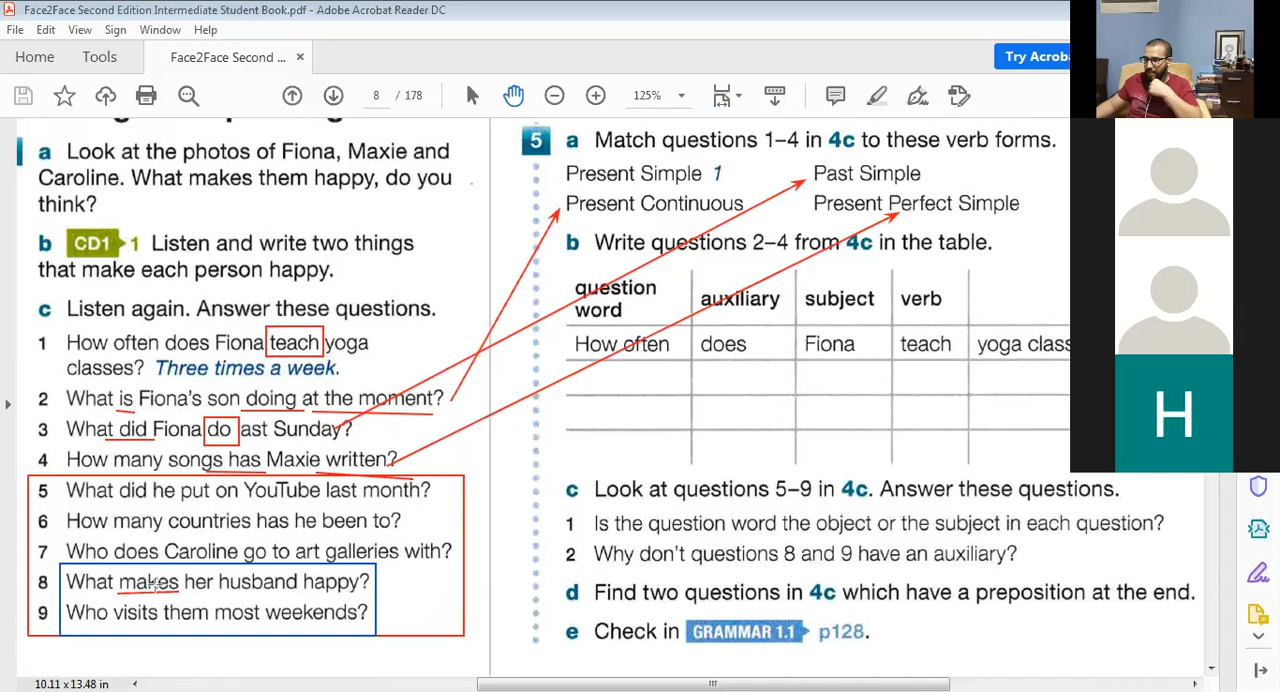 Face2Face Second Edition Intermediate Student Book.pdf - Adobe Acrobat Reader DC
File Edit View Sign Window Help
Home Tools Face2Face Second ... ×
Try Acroba
8 / 178
125%
a Look at the photos of Fiona, Maxie and
Caroline. What makes them happy, do you
think?
b CD1 1 Listen and write two things
that make each person happy.
c Listen again. Answer these questions.
1 How often does Fiona teach yoga
classes? Three times a week.
2 What is Fiona's son doing at the moment?
3 What did Fiona do last Sunday?
4 How many songs has Maxie written?
5 What did he put on YouTube last month?
6 How many countries has he been to?
7 Who does Caroline go to art galleries with?
8 What makes her husband happy?
9 Who visits them most weekends?
5 a Match questions 1–4 in 4c to these verb forms.
Present Simple 1 Past Simple
Present Continuous Present Perfect Simple
b Write questions 2–4 from 4c in the table.
question word auxiliary subject verb
How often does Fiona teach yoga class
c Look at questions 5–9 in 4c. Answer these questions.
1 Is the question word the object or the subject in each question?
2 Why don't questions 8 and 9 have an auxiliary?
d Find two questions in 4c which have a preposition at the end.
e Check in GRAMMAR 1.1 p128.
H
10.11 x 13.48 in